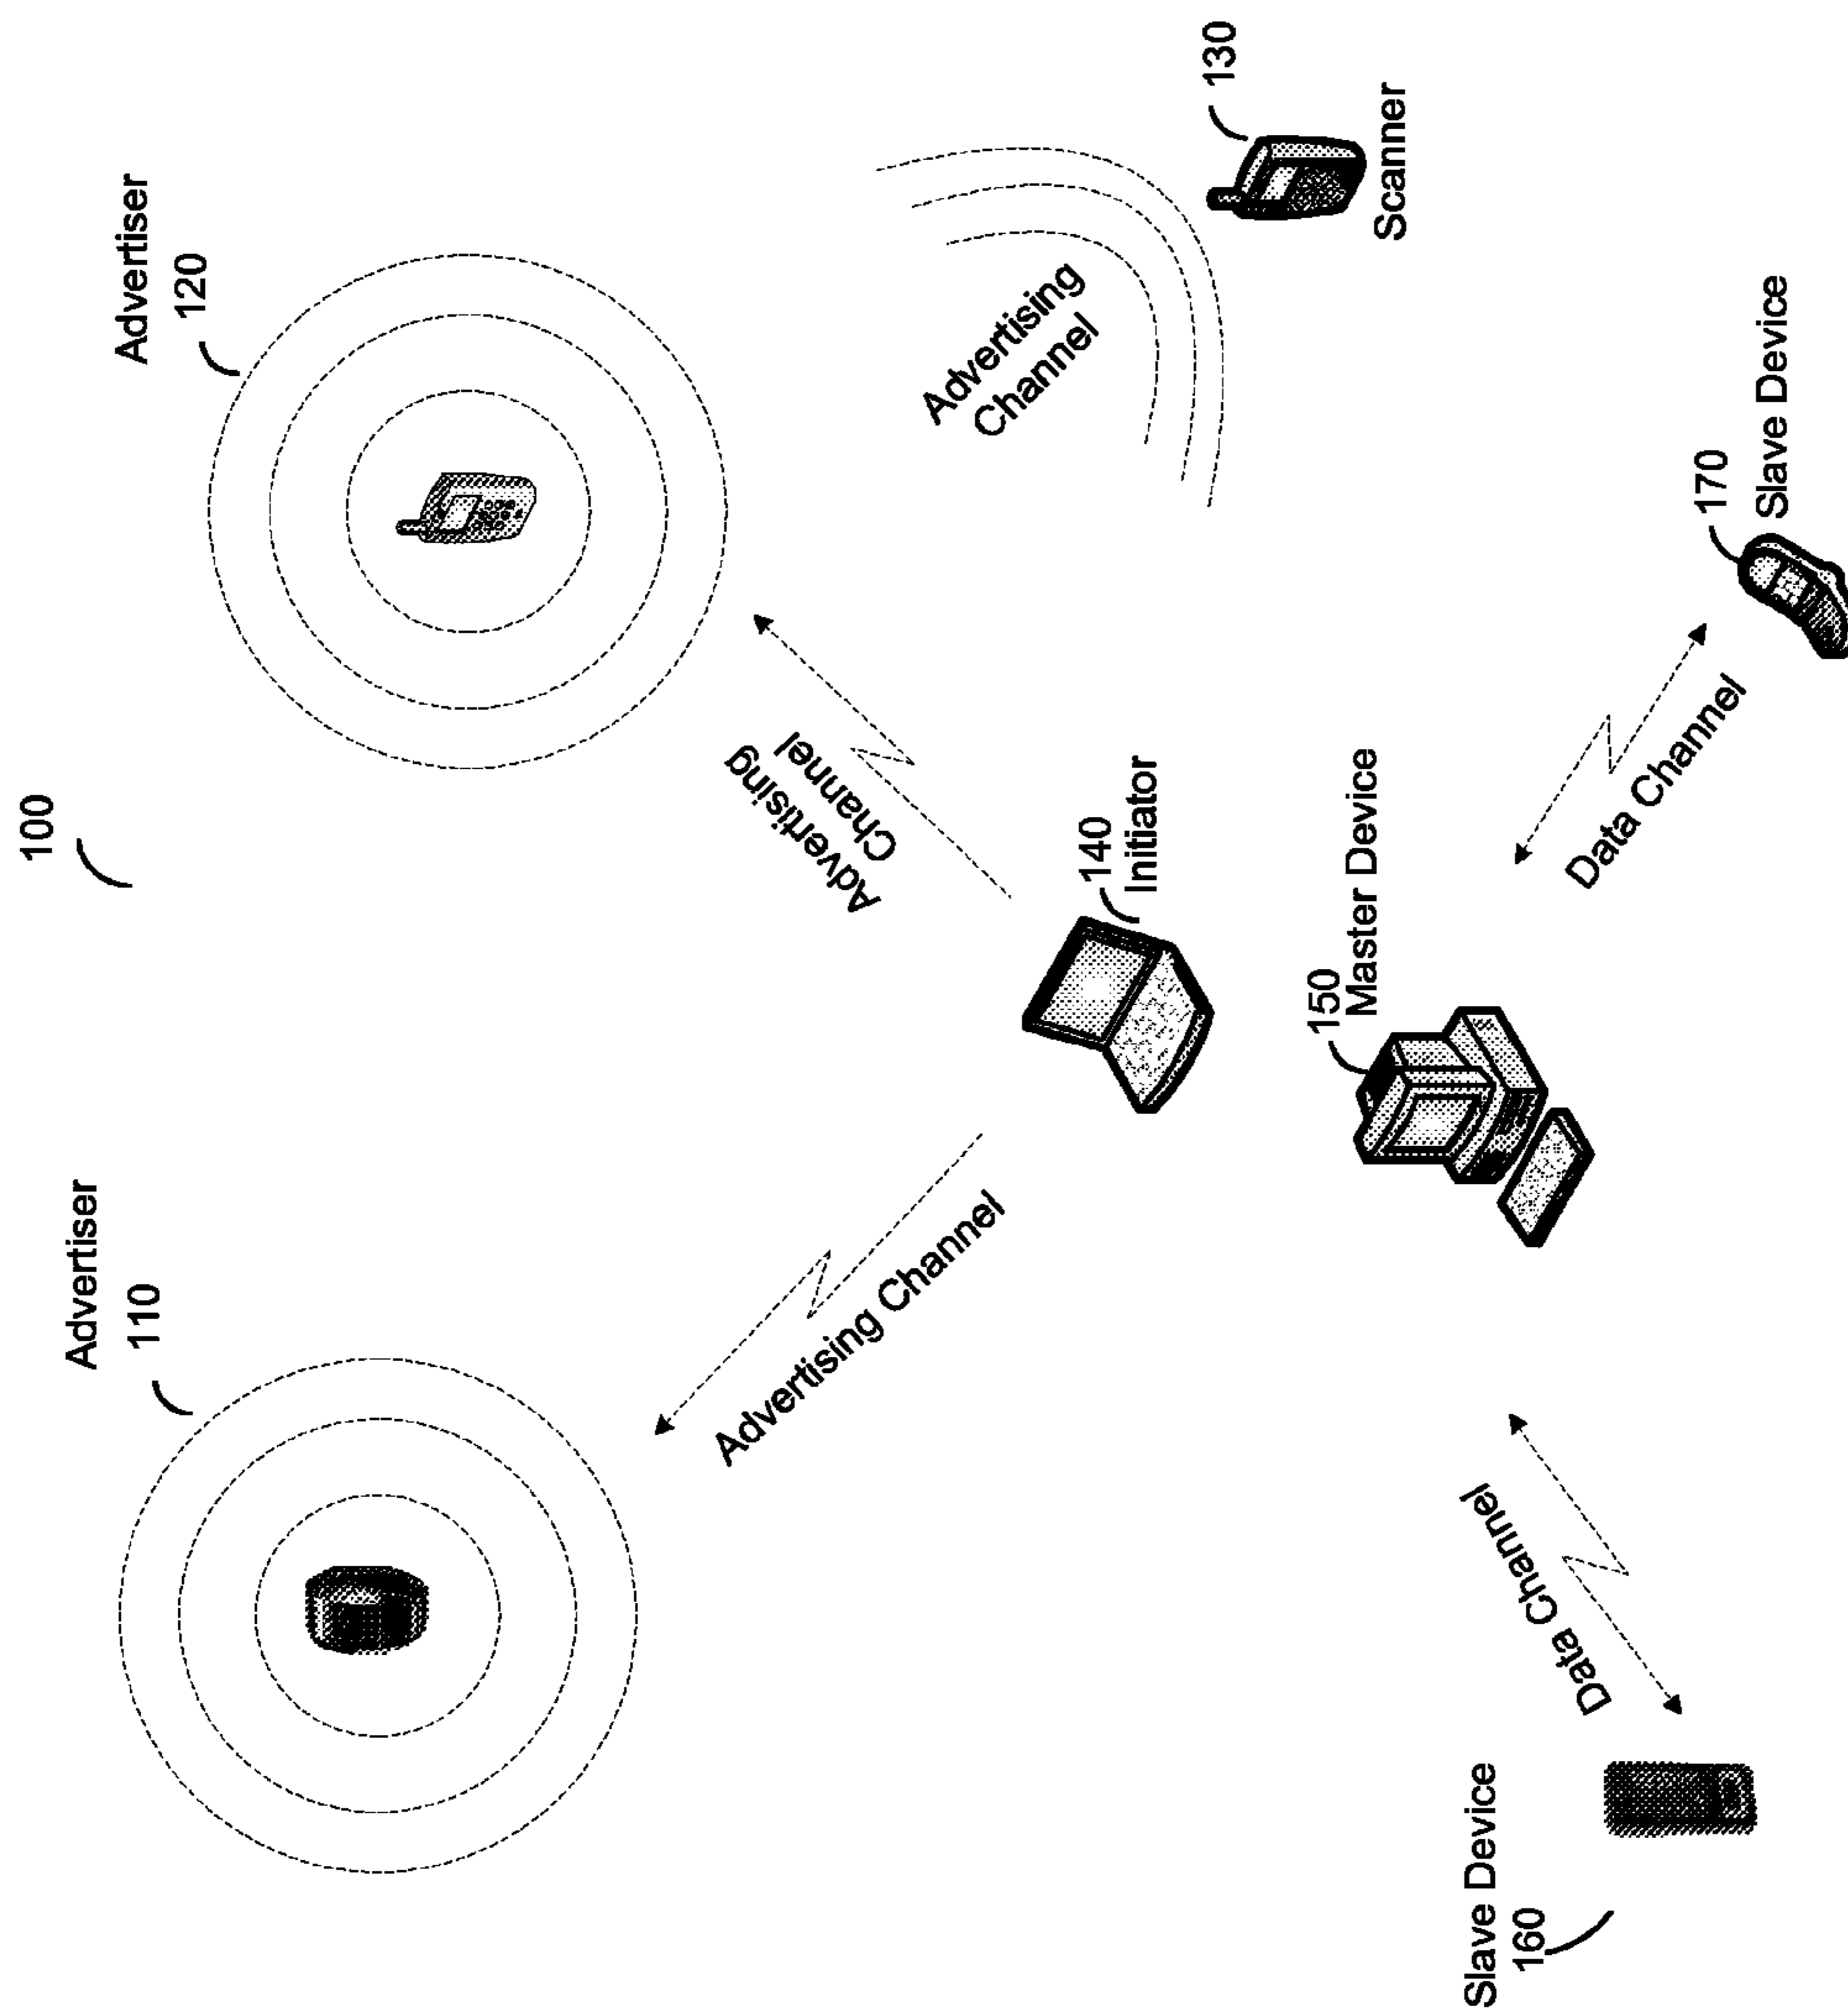 100
Advertiser
110
Advertiser
120
Advertising Channel
Advertising
Channel
Advertising
Channel
130
Scanner
140
Initiator
150
Master Device
Data Channel
Data Channel
Slave Device
160
170
Slave Device